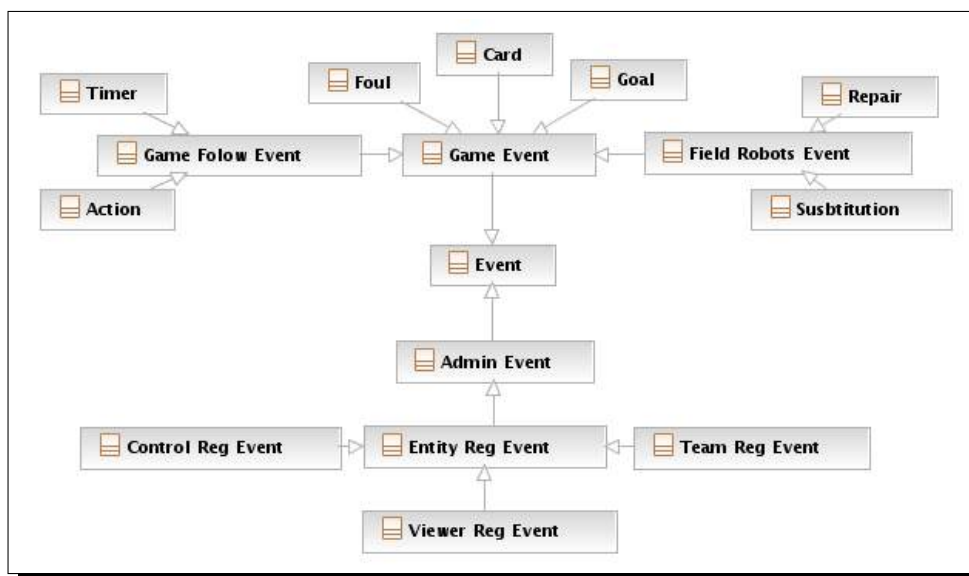 Card
Foul
Goal
Timer
Repair
Game Folow Event
Game Event
Field Robots Event
Action
Susbtitution
Event
Admin Event
Control Reg Event
Entity Reg Event
Team Reg Event
Viewer Reg Event